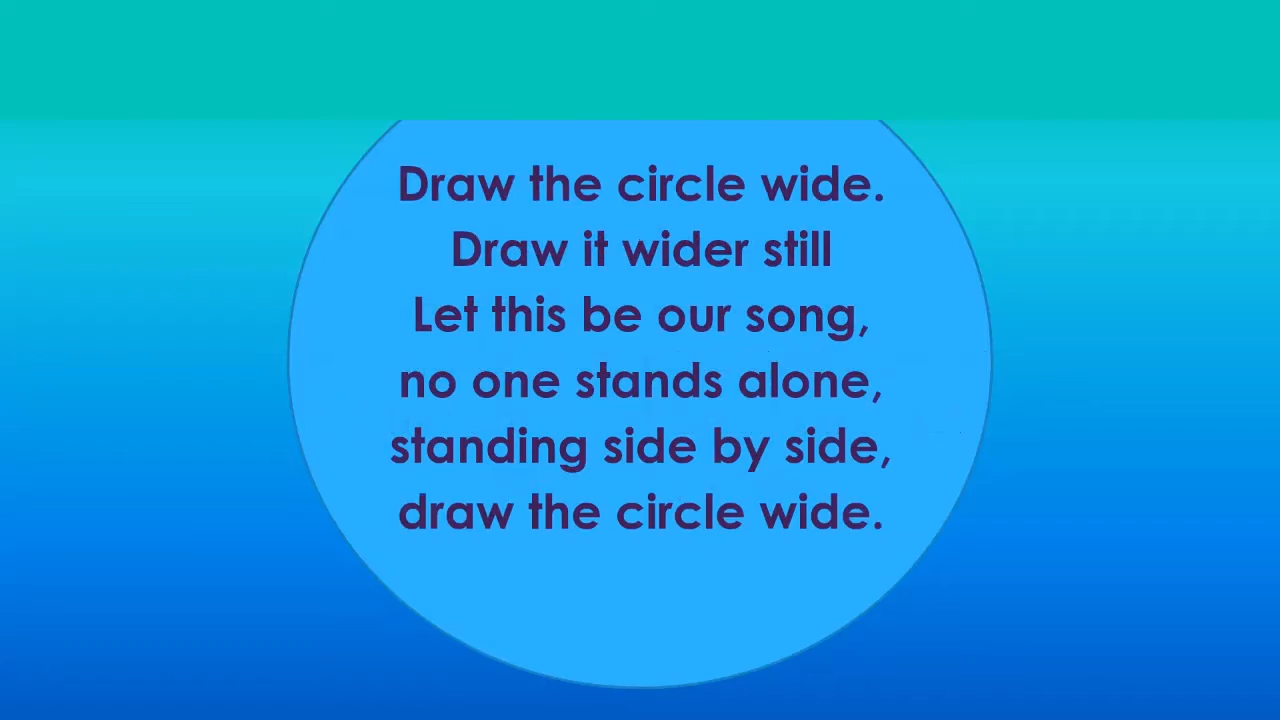 Draw the circle wide.
Draw it wider still
Let this be our song,
no one stands alone,
standing side by side,
draw the circle wide.